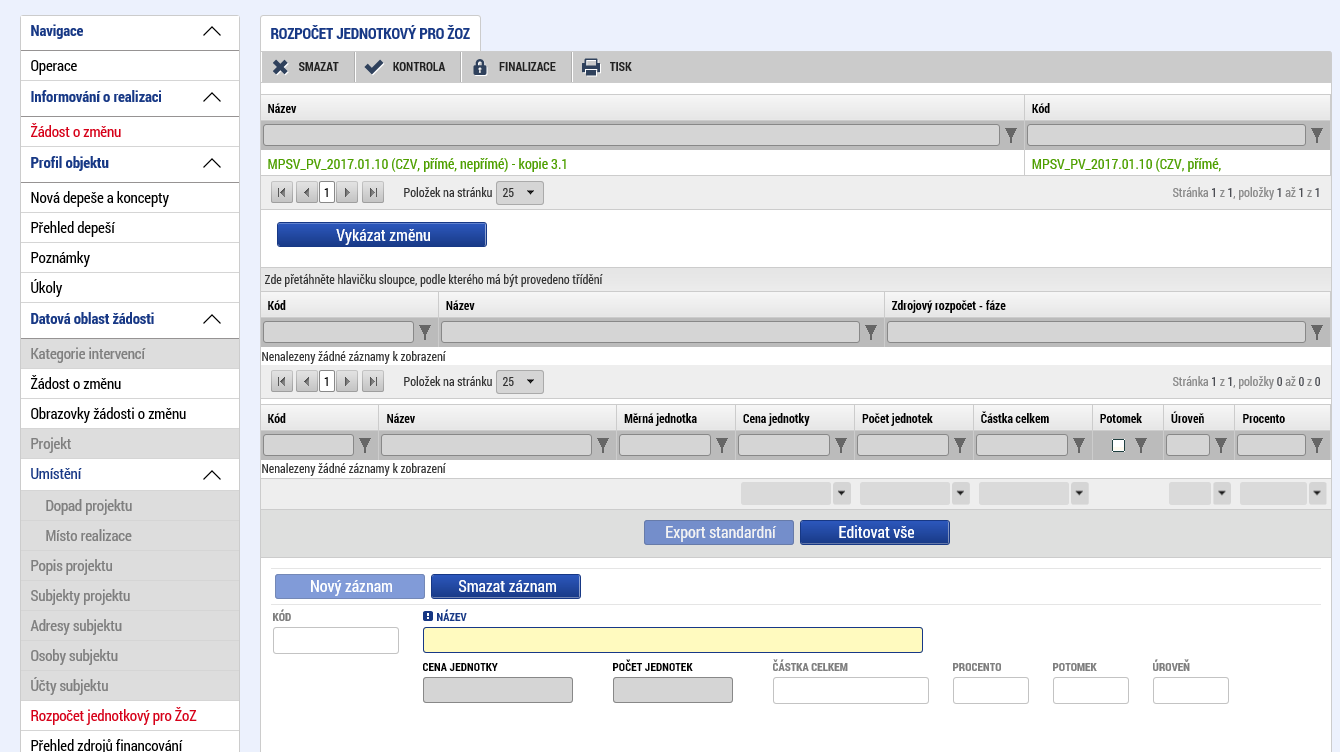 Navigace
Operace
Informování o realizaci
Žádost o změnu
Profil objektu
Nová depeše a koncepty
Přehled depeší
Poznámky
Úkoly
Datová oblast žádosti
Kategorie intervencí
Žádost o změnu
Obrazovky žádosti o změnu
Projekt
Umístění
Dopad projektu
Místo realizace
Popis projektu
Subjekty projektu
Adresy subjektu
Osoby subjektu
Účty subjektu
Rozpočet jednotkový pro ŽoZ
Přehled zdrojů financování
ROZPOČET JEDNOTKOVÝ PRO ŽOZ
SMAZAT KONTROLA FINALIZACE TISK
Název Kód
MPSV_PV_2017.01.10 (CZV, přímé, nepřímé) - kopie 3.1 MPSV_PV_2017.01.10 (CZV, přímé,
1 Položek na stránku 25 Stránka 1 z 1, položky 1 až 1 z 1
Vykázat změnu
Zde přetáhněte hlavičku sloupce, podle kterého má být provedeno třídění
Kód Název Zdrojový rozpočet - fáze
Nenalezeny žádné záznamy k zobrazení
1 Položek na stránku 25 Stránka 1 z 1, položky 0 až 0 z 0
Kód Název Měrná jednotka Cena jednotky Počet jednotek Částka celkem Potomek Úroveň Procento
Nenalezeny žádné záznamy k zobrazení
Export standardní Editovat vše
Nový záznam Smazat záznam
KÓD NÁZEV
CENA JEDNOTKY POČET JEDNOTEK ČÁSTKA CELKEM PROCENTO POTOMEK ÚROVEŇ